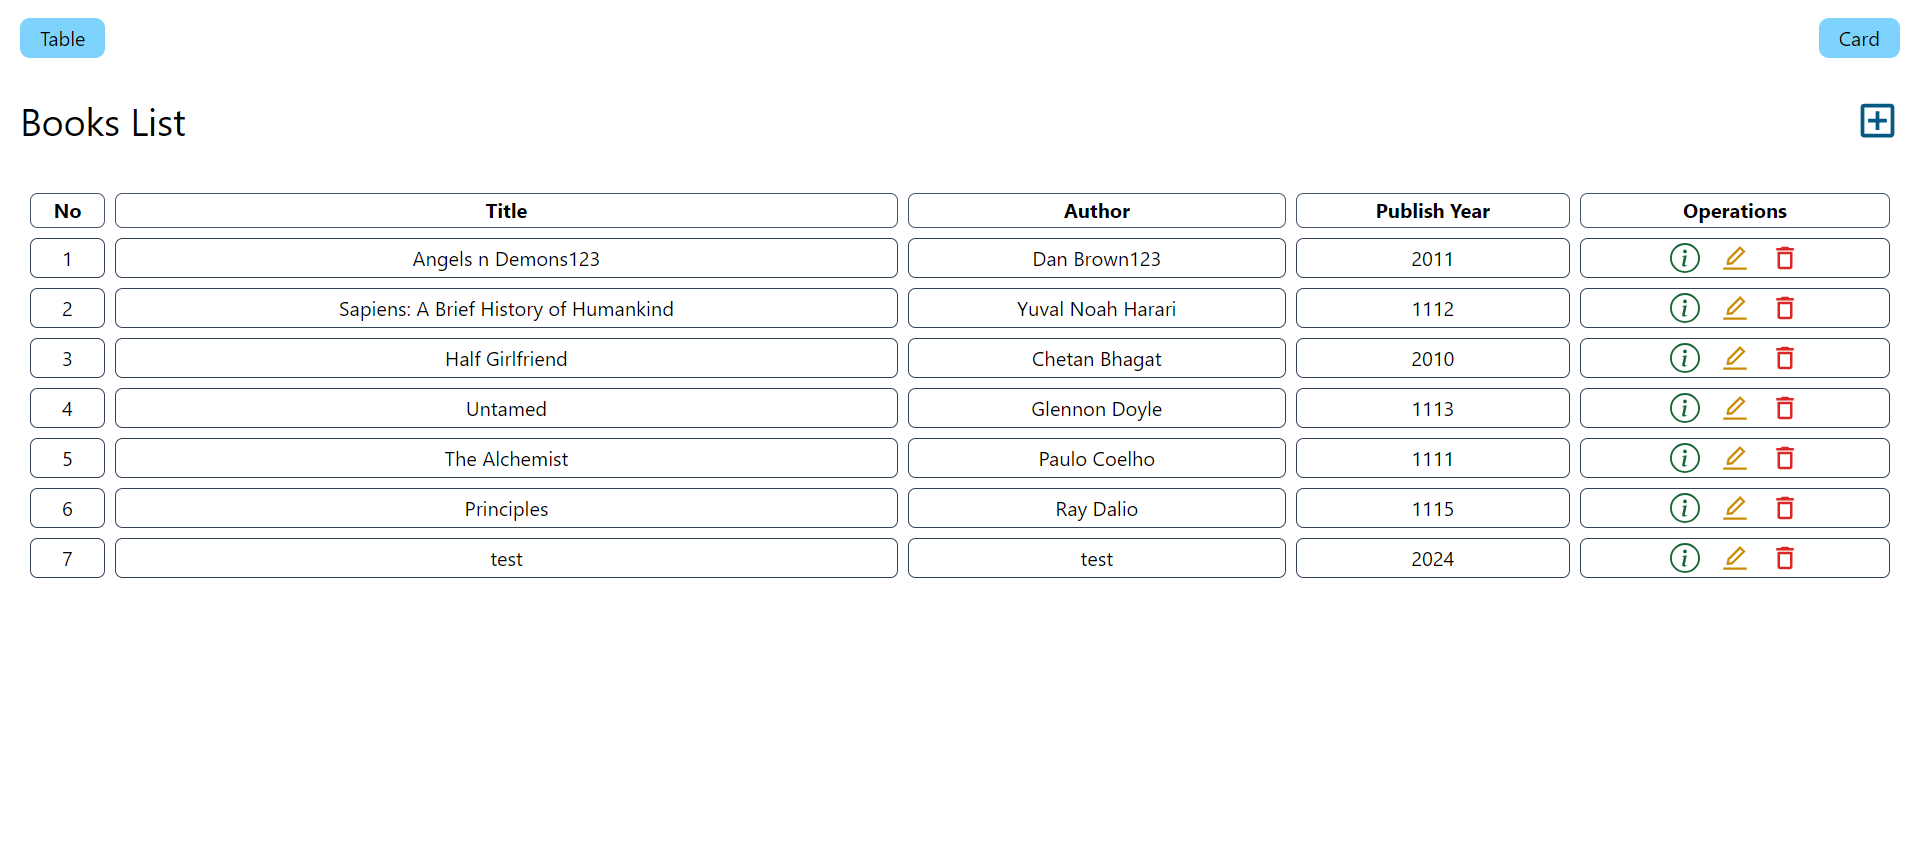 Table Card
Books List
No Title Author Publish Year Operations
1 Angels n Demons123 Dan Brown123 2011
2 Sapiens: A Brief History of Humankind Yuval Noah Harari 1112
3 Half Girlfriend Chetan Bhagat 2010
4 Untamed Glennon Doyle 1113
5 The Alchemist Paulo Coelho 1111
6 Principles Ray Dalio 1115
7 test test 2024